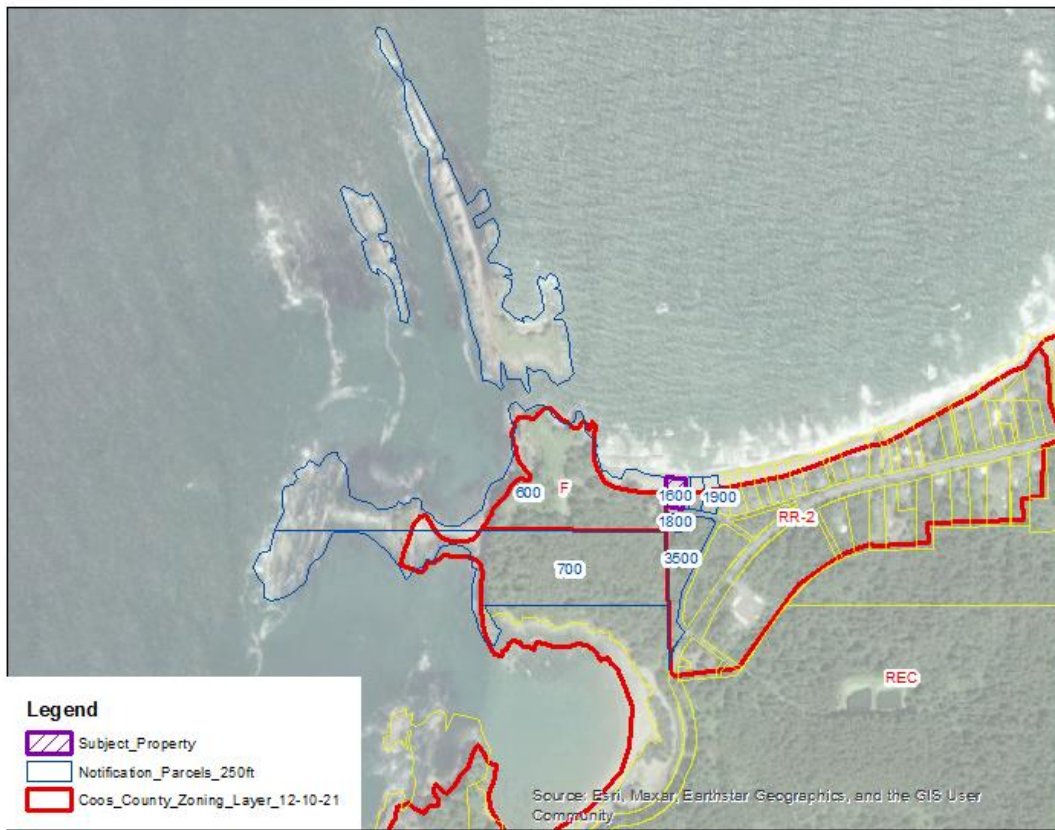 600
F
1600
1900
1800
RR-2
3500
700
REC
Legend
Subject_Property
Notification_Parcels_250ft
Coos_County_Zoning_Layer_12-10-21
Source: Esri, Maxar, Earthstar Geographics, and the GIS User
Community